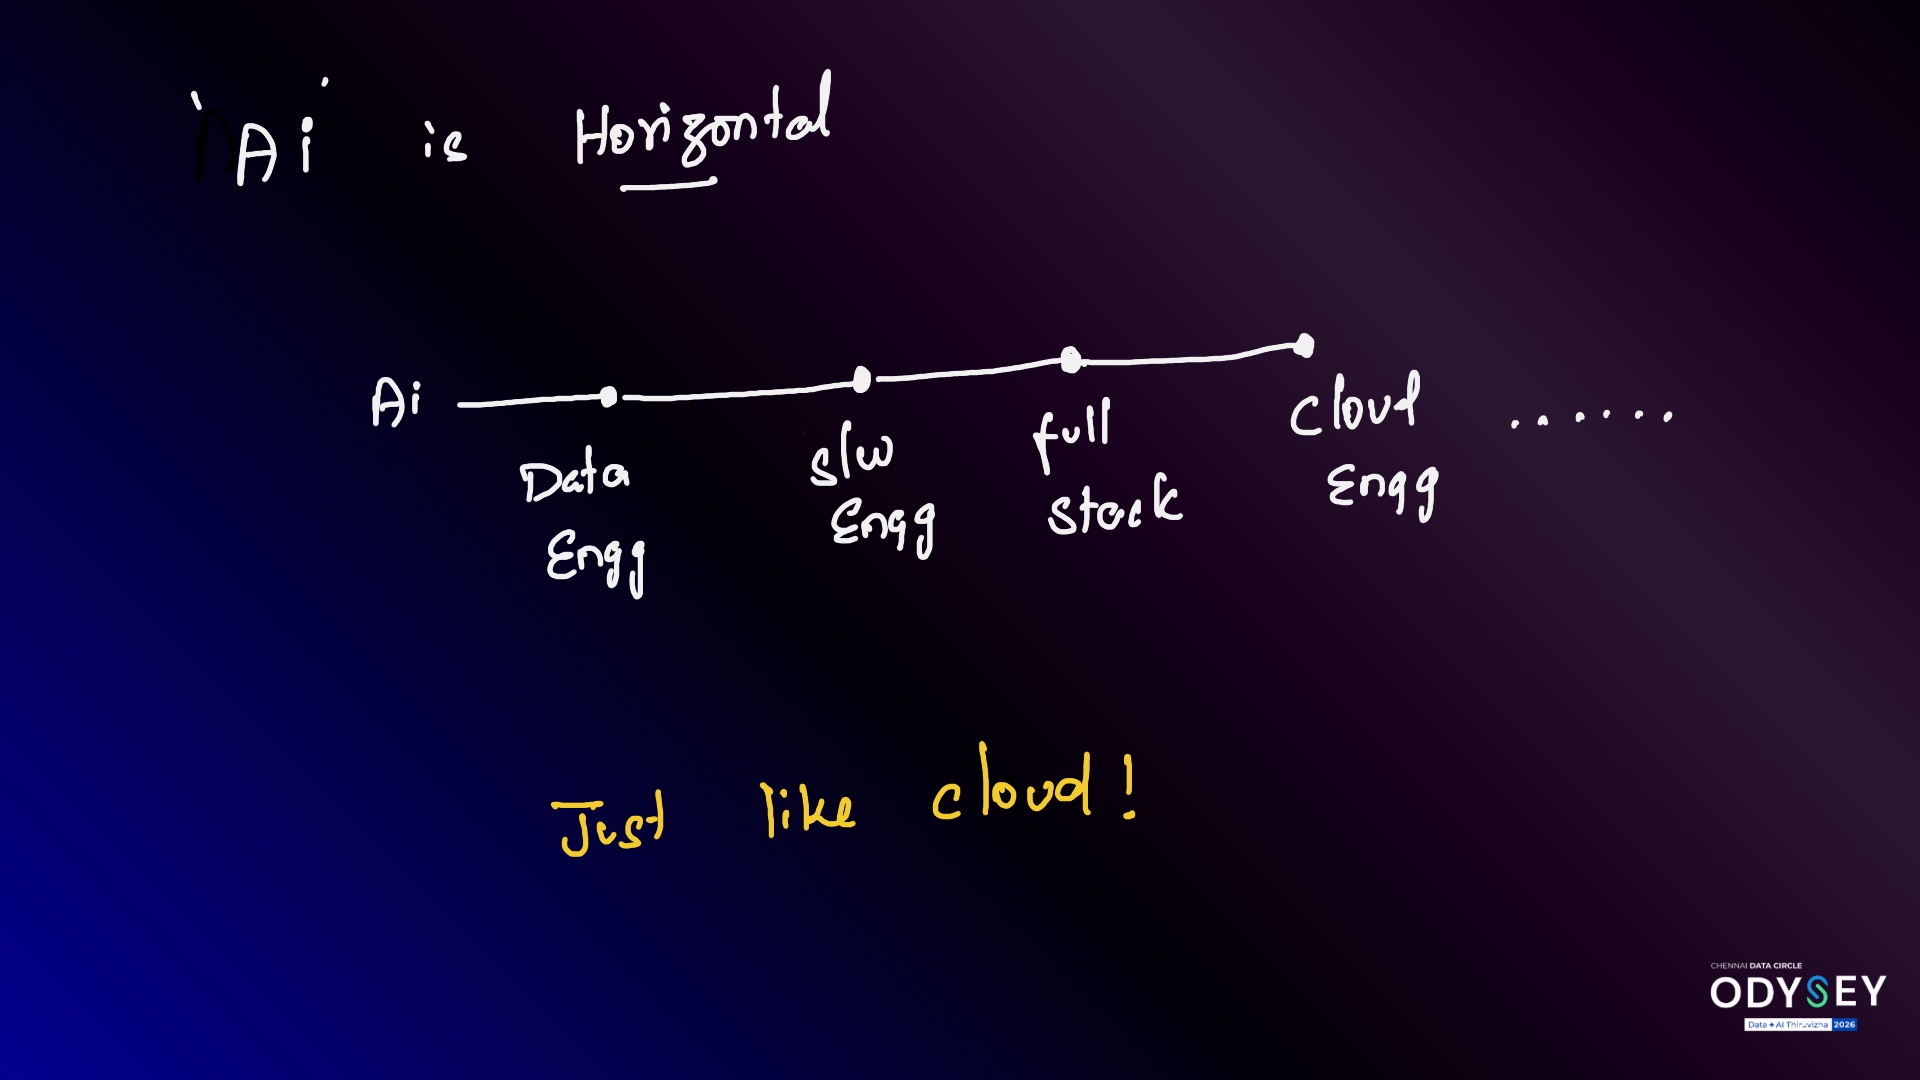 'Ai' is Horizontal
Ai
Data Engg
s/w Engg
full stack
Cloud Engg ......
Just like cloud!
CHENNAI DATA CIRCLE
ODYSSEY
Data + AI Thiruvizha 2026